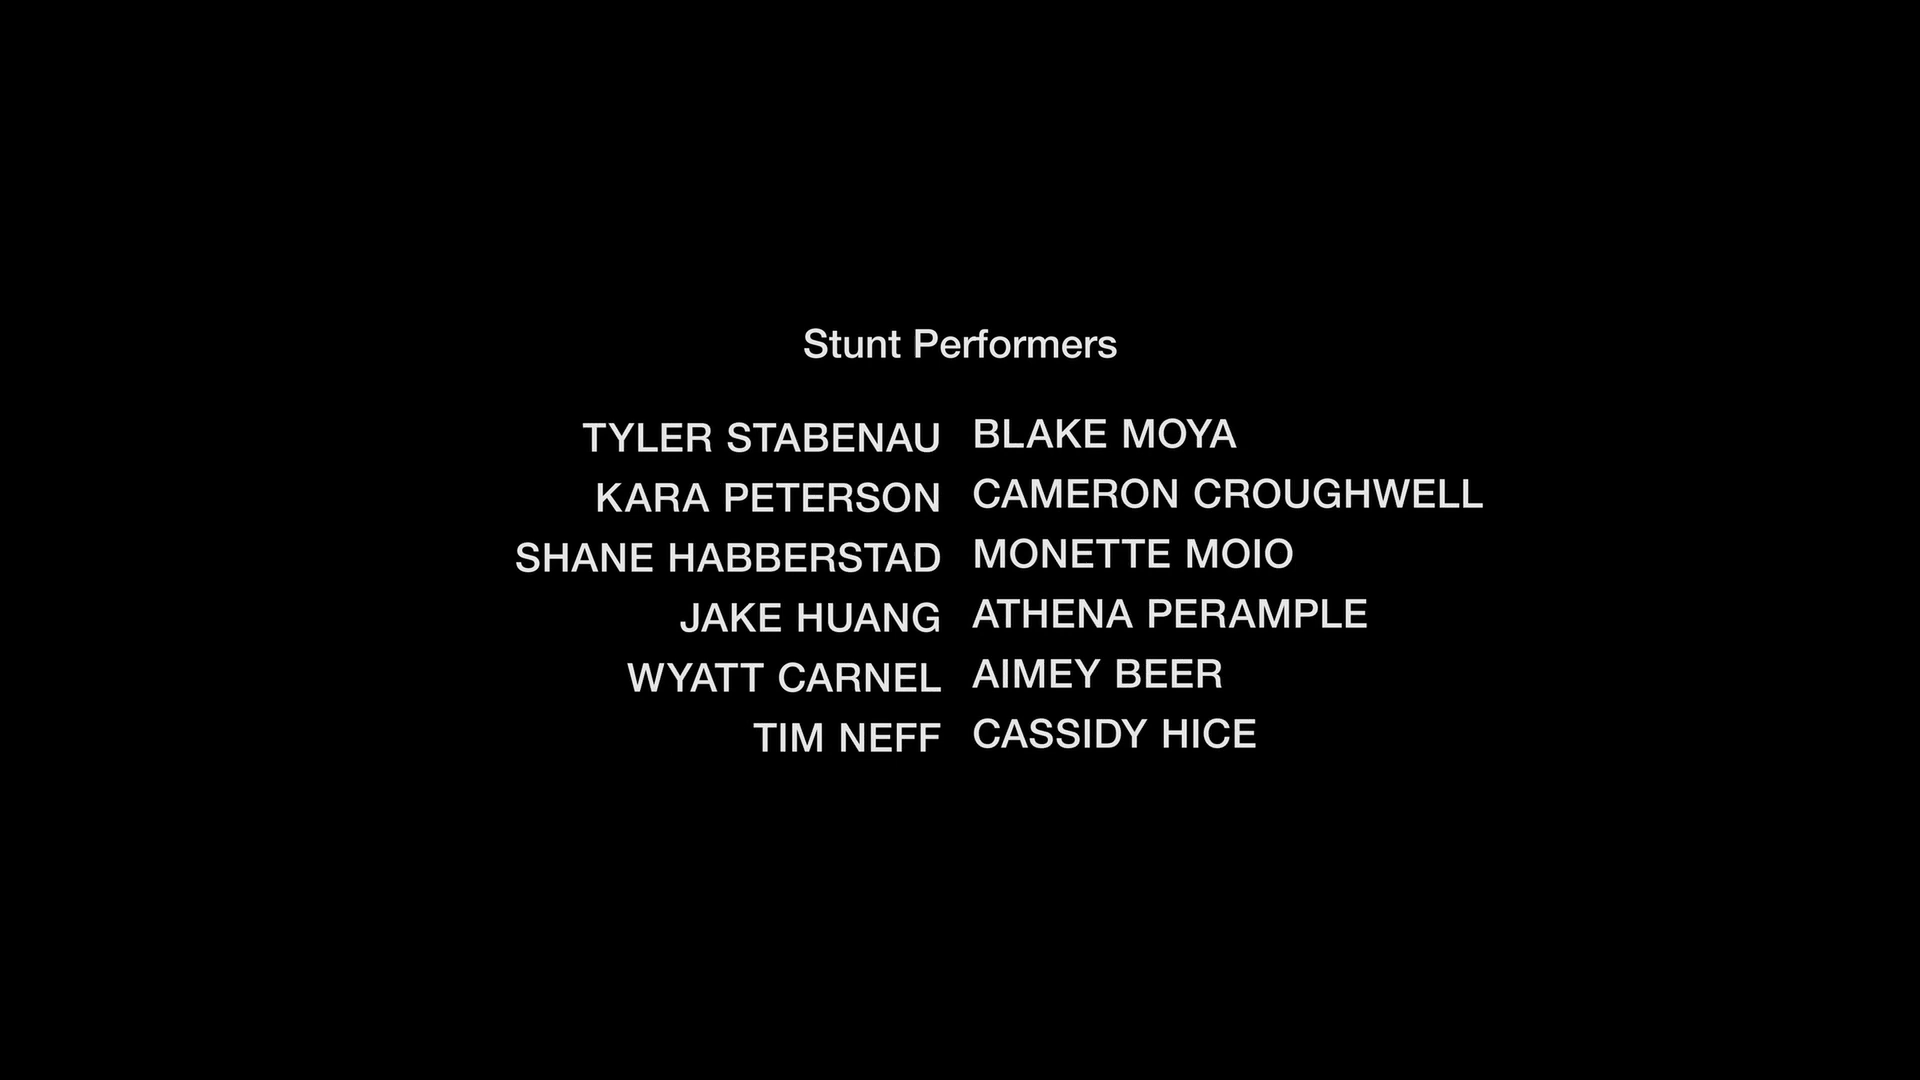 Stunt Performers
TYLER STABENAU BLAKE MOYA
KARA PETERSON CAMERON CROUGHWELL
SHANE HABBERSTAD MONETTE MOIO
JAKE HUANG ATHENA PERAMPLE
WYATT CARNEL AIMEY BEER
TIM NEFF CASSIDY HICE